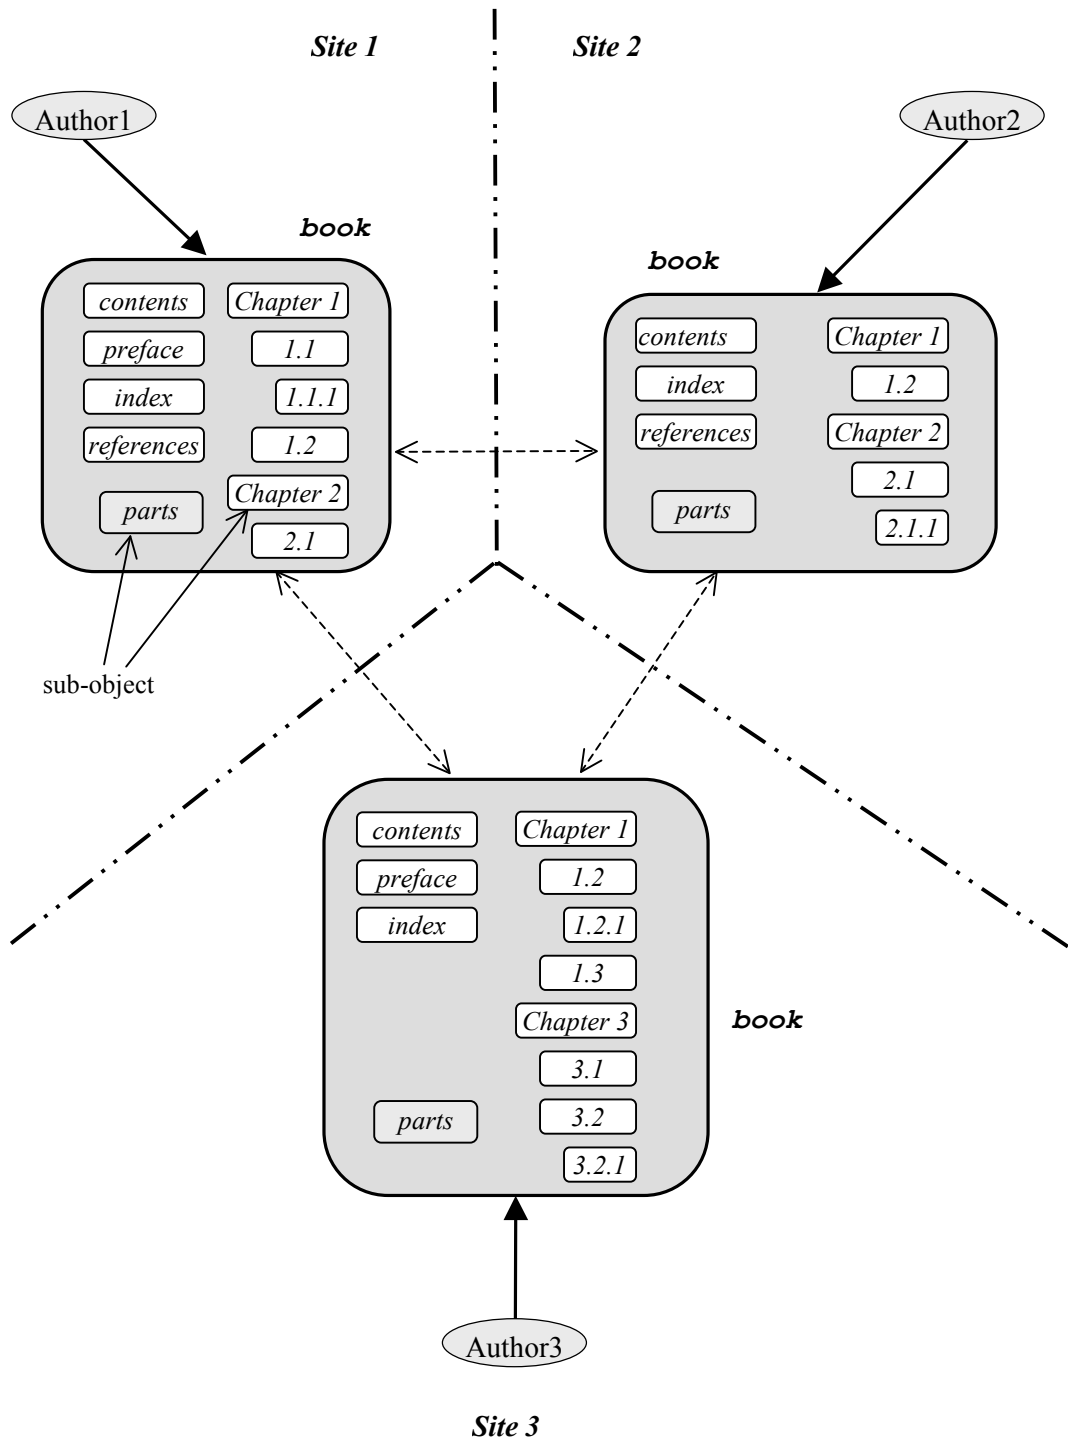 Site 1
Site 2
Author1
Author2
book
contents
Chapter 1
preface
1.1
index
1.1.1
references
1.2
Chapter 2
parts
2.1
sub-object
book
contents
Chapter 1
index
1.2
references
Chapter 2
2.1
parts
2.1.1
contents
Chapter 1
preface
1.2
index
1.2.1
1.3
Chapter 3
book
3.1
parts
3.2
3.2.1
Author3
Site 3